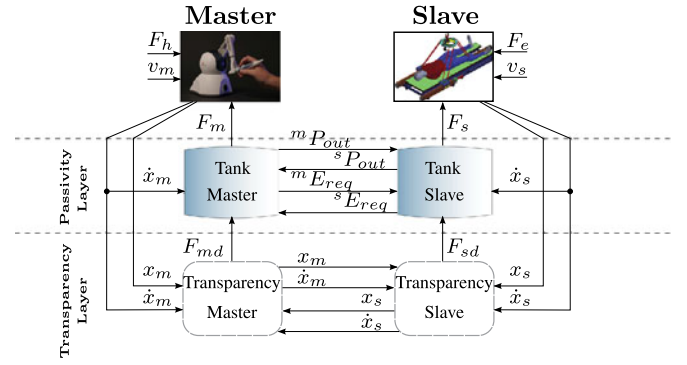 Master Slave
F_h F_e
v_m v_s
F_m F_s
^mP_out
^sP_out
Passivity
Layer
Tank Tank
ẋ_m ẋ_s
^mE_req
Master Slave
^sE_req
F_md F_sd
Transparency
Layer
x_m x_m x_s
Transparency Transparency
ẋ_m ẋ_m ẋ_s
x_s
Master Slave
ẋ_s